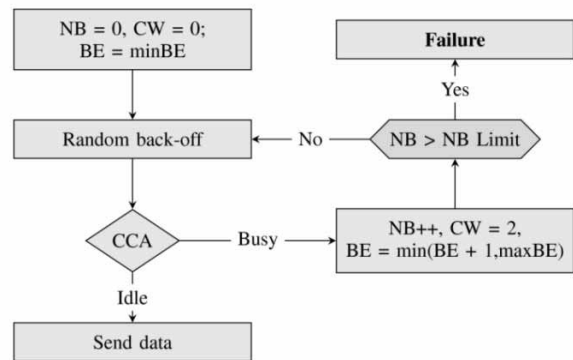 NB = 0, CW = 0;
BE = minBE
Failure
Yes
Random back-off
No
NB > NB Limit
CCA
Busy
NB++, CW = 2,
BE = min(BE + 1,maxBE)
Idle
Send data